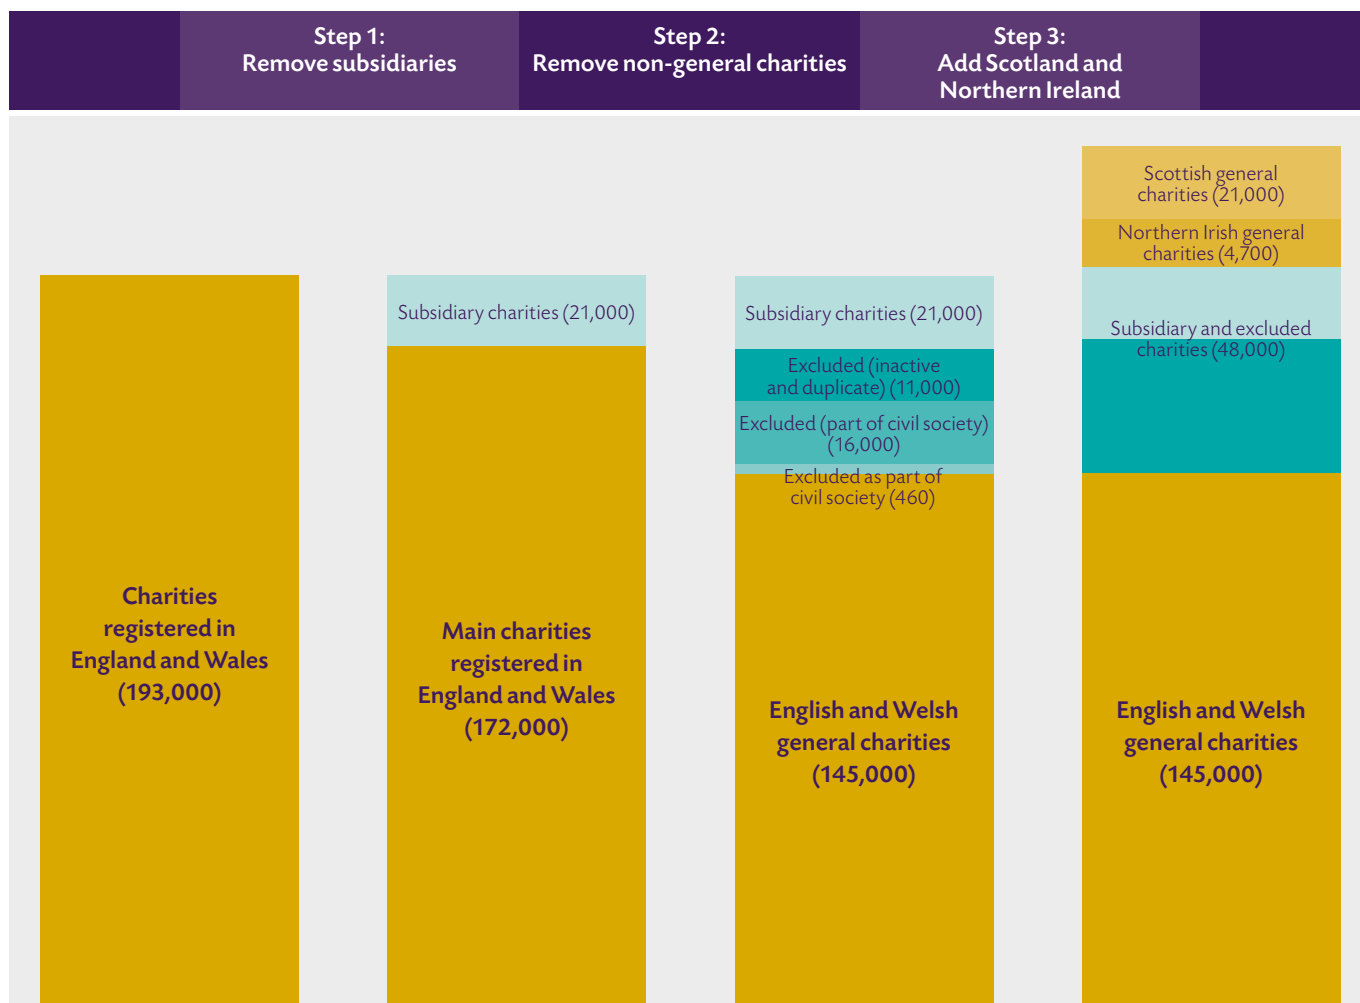 Step 1:
Remove subsidiaries
Step 2:
Remove non-general charities
Step 3:
Add Scotland and
Northern Ireland
Charities
registered in
England and Wales
(193,000)
Subsidiary charities (21,000)
Main charities
registered in
England and Wales
(172,000)
Subsidiary charities (21,000)
Excluded (inactive
and duplicate) (11,000)
Excluded (part of civil society)
(16,000)
Excluded as part of
civil society (460)
English and Welsh
general charities
(145,000)
Scottish general
charities (21,000)
Northern Irish general
charities (4,700)
Subsidiary and excluded
charities (48,000)
English and Welsh
general charities
(145,000)